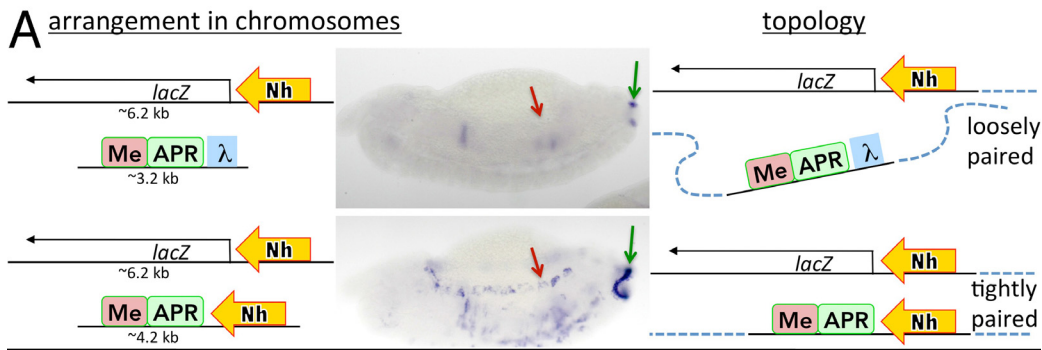 A arrangement in chromosomes
topology
lacZ Nh
~6.2 kb
Me APR λ
~3.2 kb
lacZ Nh
Me APR λ
loosely
paired
lacZ Nh
~6.2 kb
Me APR Nh
~4.2 kb
lacZ Nh
Me APR Nh
tightly
paired